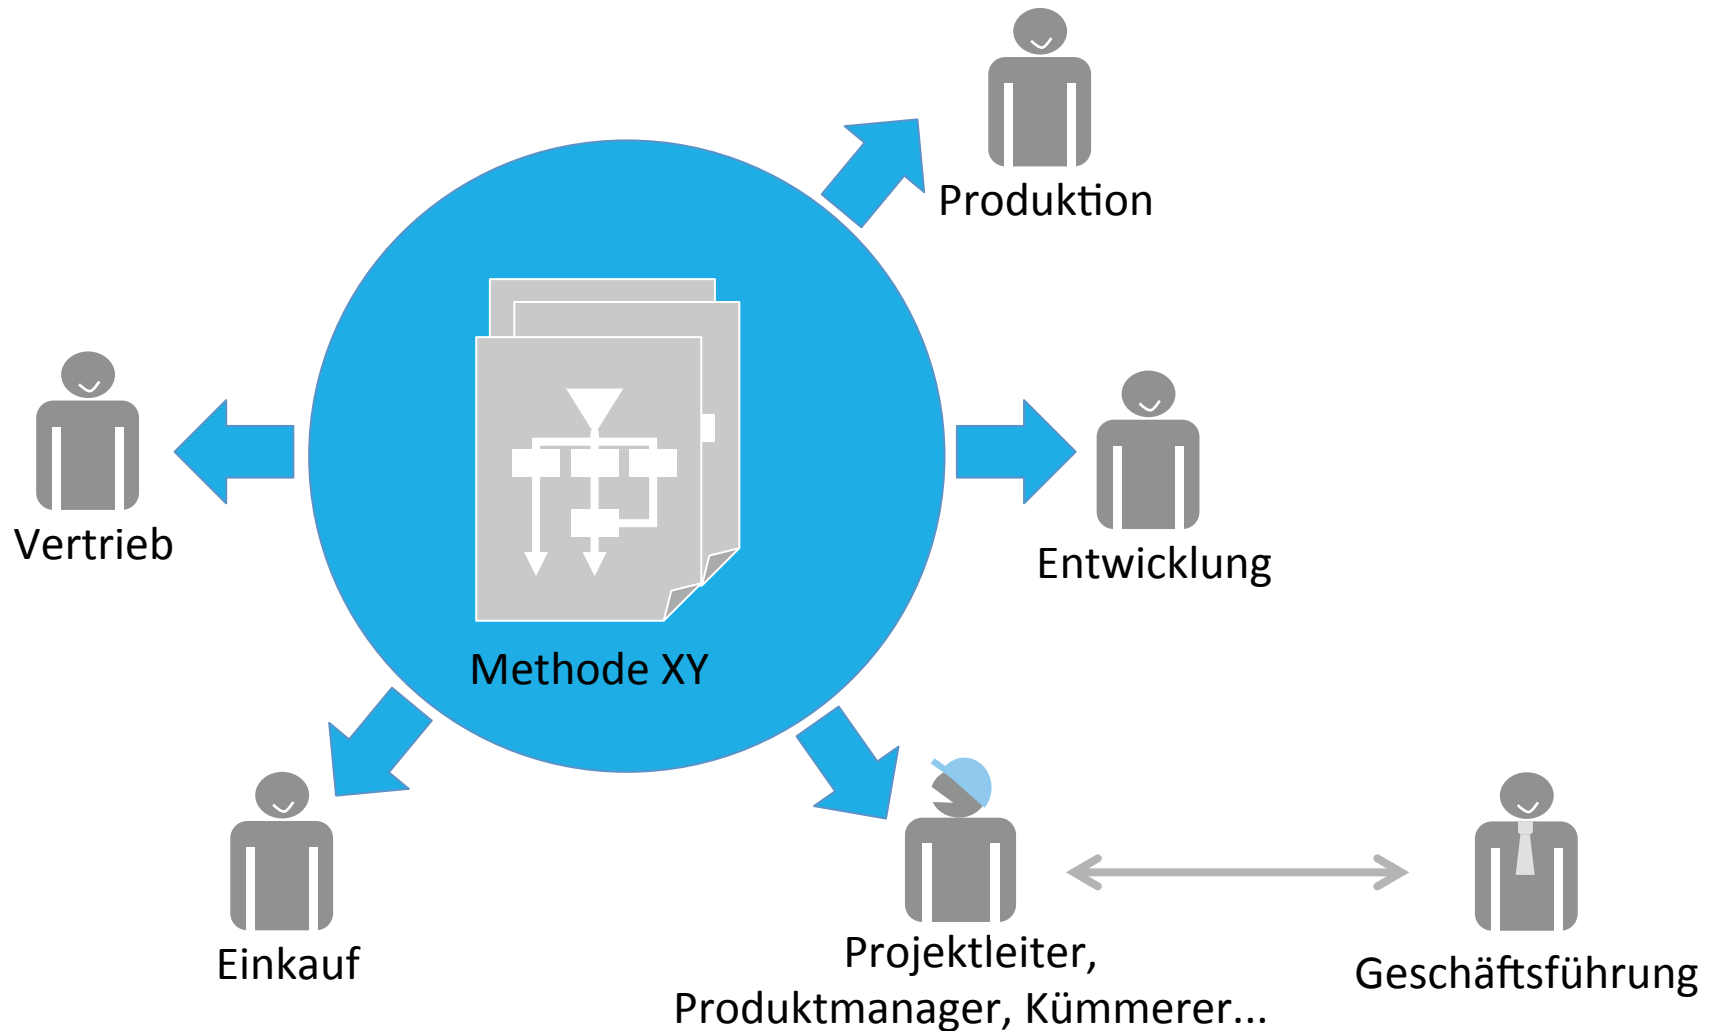 Produktion
Vertrieb
Entwicklung
Methode XY
Einkauf
Projektleiter,
Produktmanager, Kümmerer...
Geschäftsführung